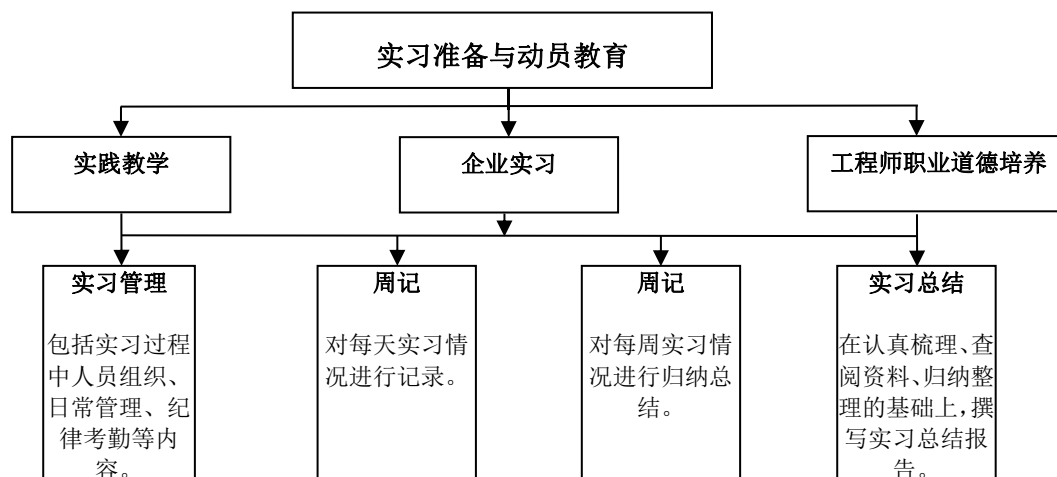 实习准备与动员教育
实践教学
企业实习
工程师职业道德培养
实习管理
包括实习过程
中人员组织、
日常管理、纪
律考勤等内
容。
周记
对每天实习情
况进行记录。
周记
对每周实习情
况进行归纳总
结。
实习总结
在认真梳理、查
阅资料、归纳整
理的基础上,撰
写实习总结报
告。